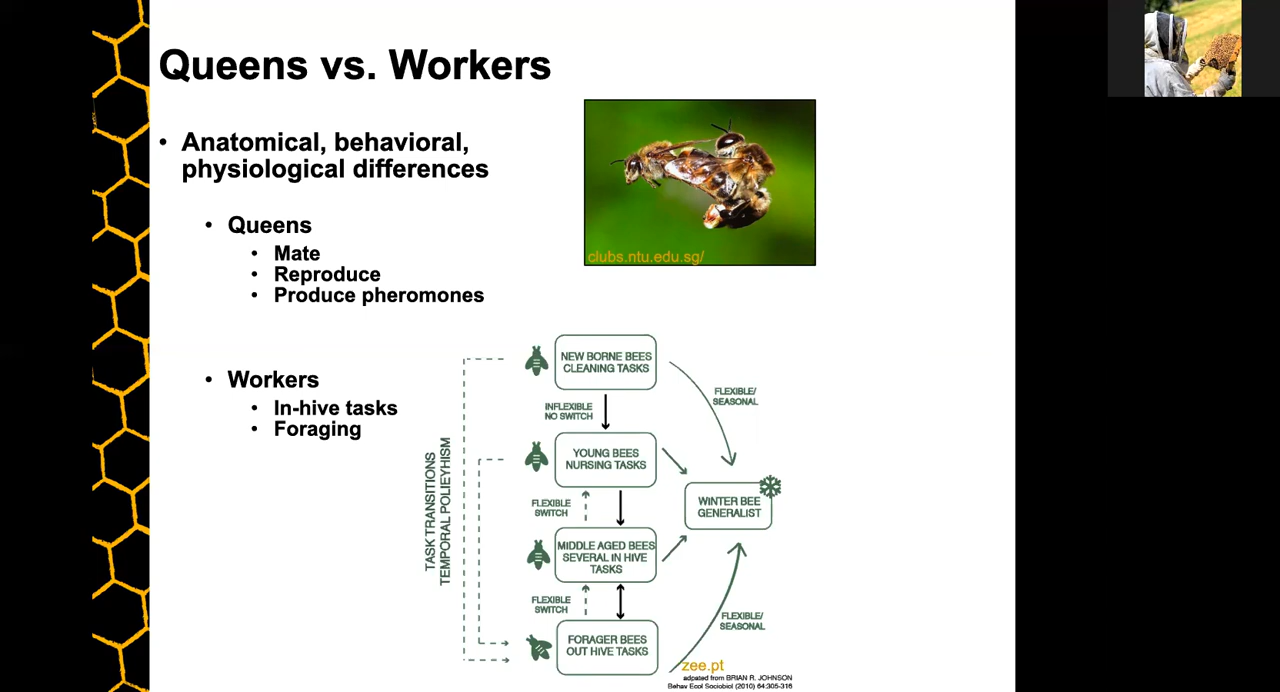 Queens vs. Workers
• Anatomical, behavioral,
physiological differences
• Queens
• Mate
• Reproduce
• Produce pheromones
• Workers
• In-hive tasks
• Foraging
clubs.ntu.edu.sg/
TASK TRANSITIONS
TEMPORAL POLIEYHISM
NEW BORNE BEES
CLEANING TASKS
INFLEXIBLE
NO SWITCH
FLEXIBLE/
SEASONAL
YOUNG BEES
NURSING TASKS
WINTER BEE
GENERALIST
FLEXIBLE
SWITCH
MIDDLE AGED BEES
SEVERAL IN HIVE
TASKS
FLEXIBLE
SWITCH
FLEXIBLE/
SEASONAL
FORAGER BEES
OUT HIVE TASKS
zee.pt
adpated from BRIAN R. JOHNSON
Behav Ecol Sociobiol (2010) 64:305-316